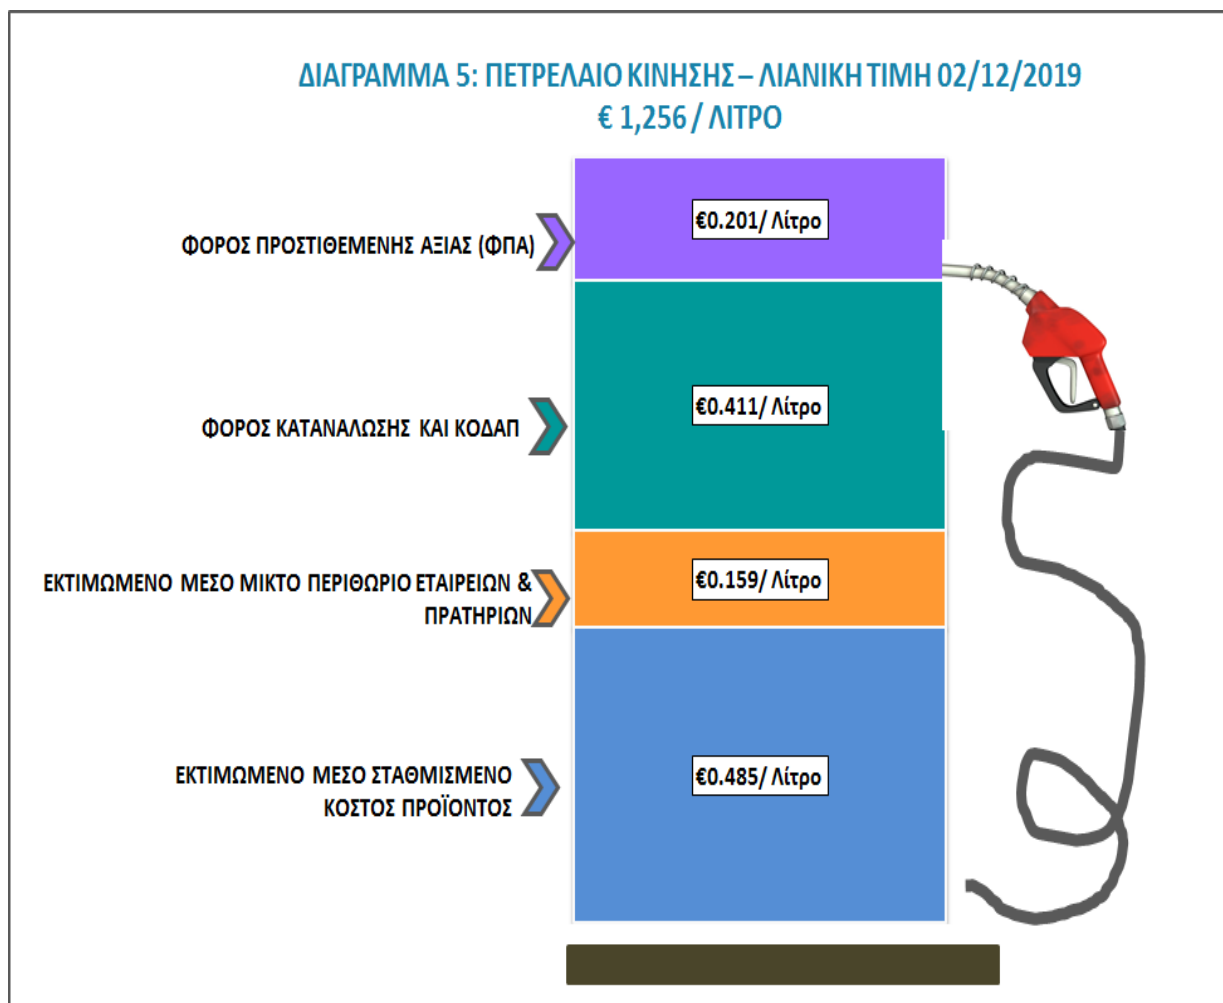 ΔΙΑΓΡΑΜΜΑ 5: ΠΕΤΡΕΛΑΙΟ ΚΙΝΗΣΗΣ – ΛΙΑΝΙΚΗ ΤΙΜΗ 02/12/2019
€ 1,256 / ΛΙΤΡΟ
€0.201/ Λίτρο
ΦΟΡΟΣ ΠΡΟΣΤΙΘΕΜΕΝΗΣ ΑΞΙΑΣ (ΦΠΑ)
€0.411/ Λίτρο
ΦΟΡΟΣ ΚΑΤΑΝΑΛΩΣΗΣ ΚΑΙ ΚΟΔΑΠ
€0.159/ Λίτρο
ΕΚΤΙΜΩΜΕΝΟ ΜΕΣΟ ΜΙΚΤΟ ΠΕΡΙΘΩΡΙΟ ΕΤΑΙΡΕΙΩΝ &
ΠΡΑΤΗΡΙΩΝ
€0.485/ Λίτρο
ΕΚΤΙΜΩΜΕΝΟ ΜΕΣΟ ΣΤΑΘΜΙΣΜΕΝΟ
ΚΟΣΤΟΣ ΠΡΟΪΟΝΤΟΣ